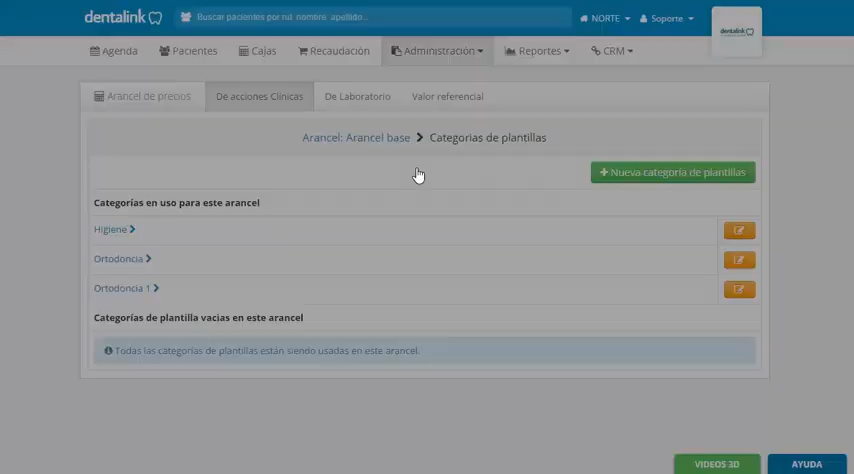 dentalink
Buscar pacientes por rut, nombre, apellido...
NORTE
Soporte
dentalink
Agenda
Pacientes
Cajas
Recaudación
Administración
Reportes
CRM
Arancel de precios
De acciones Clínicas
De Laboratorio
Valor referencial
Arancel: Arancel base > Categorías de plantillas
+ Nueva categoría de plantillas
Categorías en uso para este arancel
Higiene >
Ortodoncia >
Ortodoncia 1 >
Categorías de plantilla vacías en este arancel
Todas las categorías de plantillas están siendo usadas en este arancel.
VIDEOS 3D
AYUDA